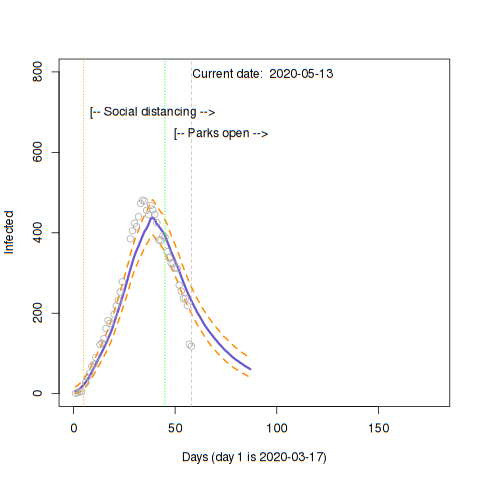 Current date:  2020-05-13
[-- Social distancing -->
[-- Parks open -->
800
600
400
200
0
Infected
0 50 100 150
Days (day 1 is 2020-03-17)